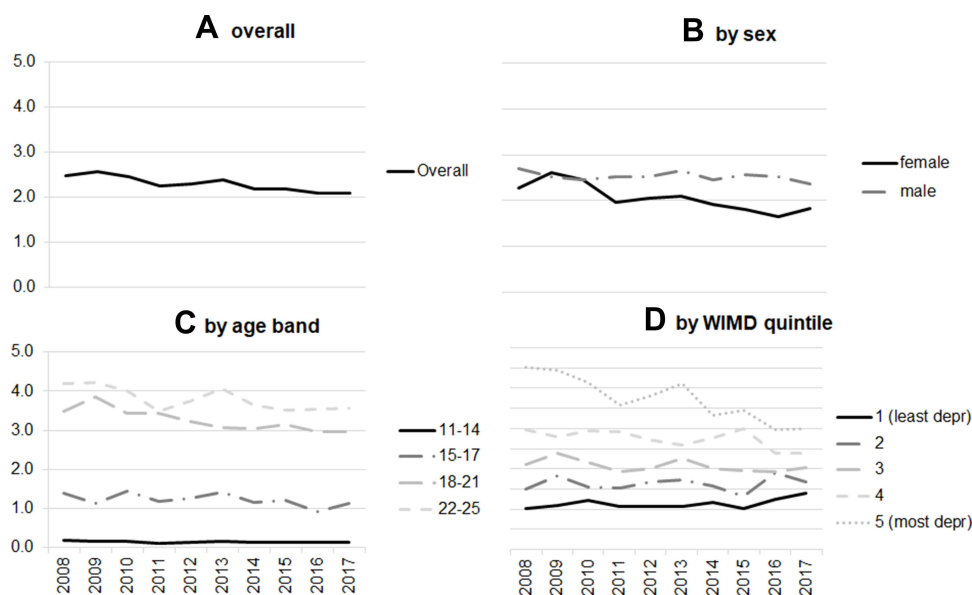 A overall
5.0
4.0
3.0
2.0
1.0
0.0
Overall
B by sex
female
male
C by age band
5.0
4.0
3.0
2.0
1.0
0.0
2008 2009 2010 2011 2012 2013 2014 2015 2016 2017
11-14
15-17
18-21
22-25
D by WIMD quintile
2008 2009 2010 2011 2012 2013 2014 2015 2016 2017
1 (least depr)
2
3
4
5 (most depr)